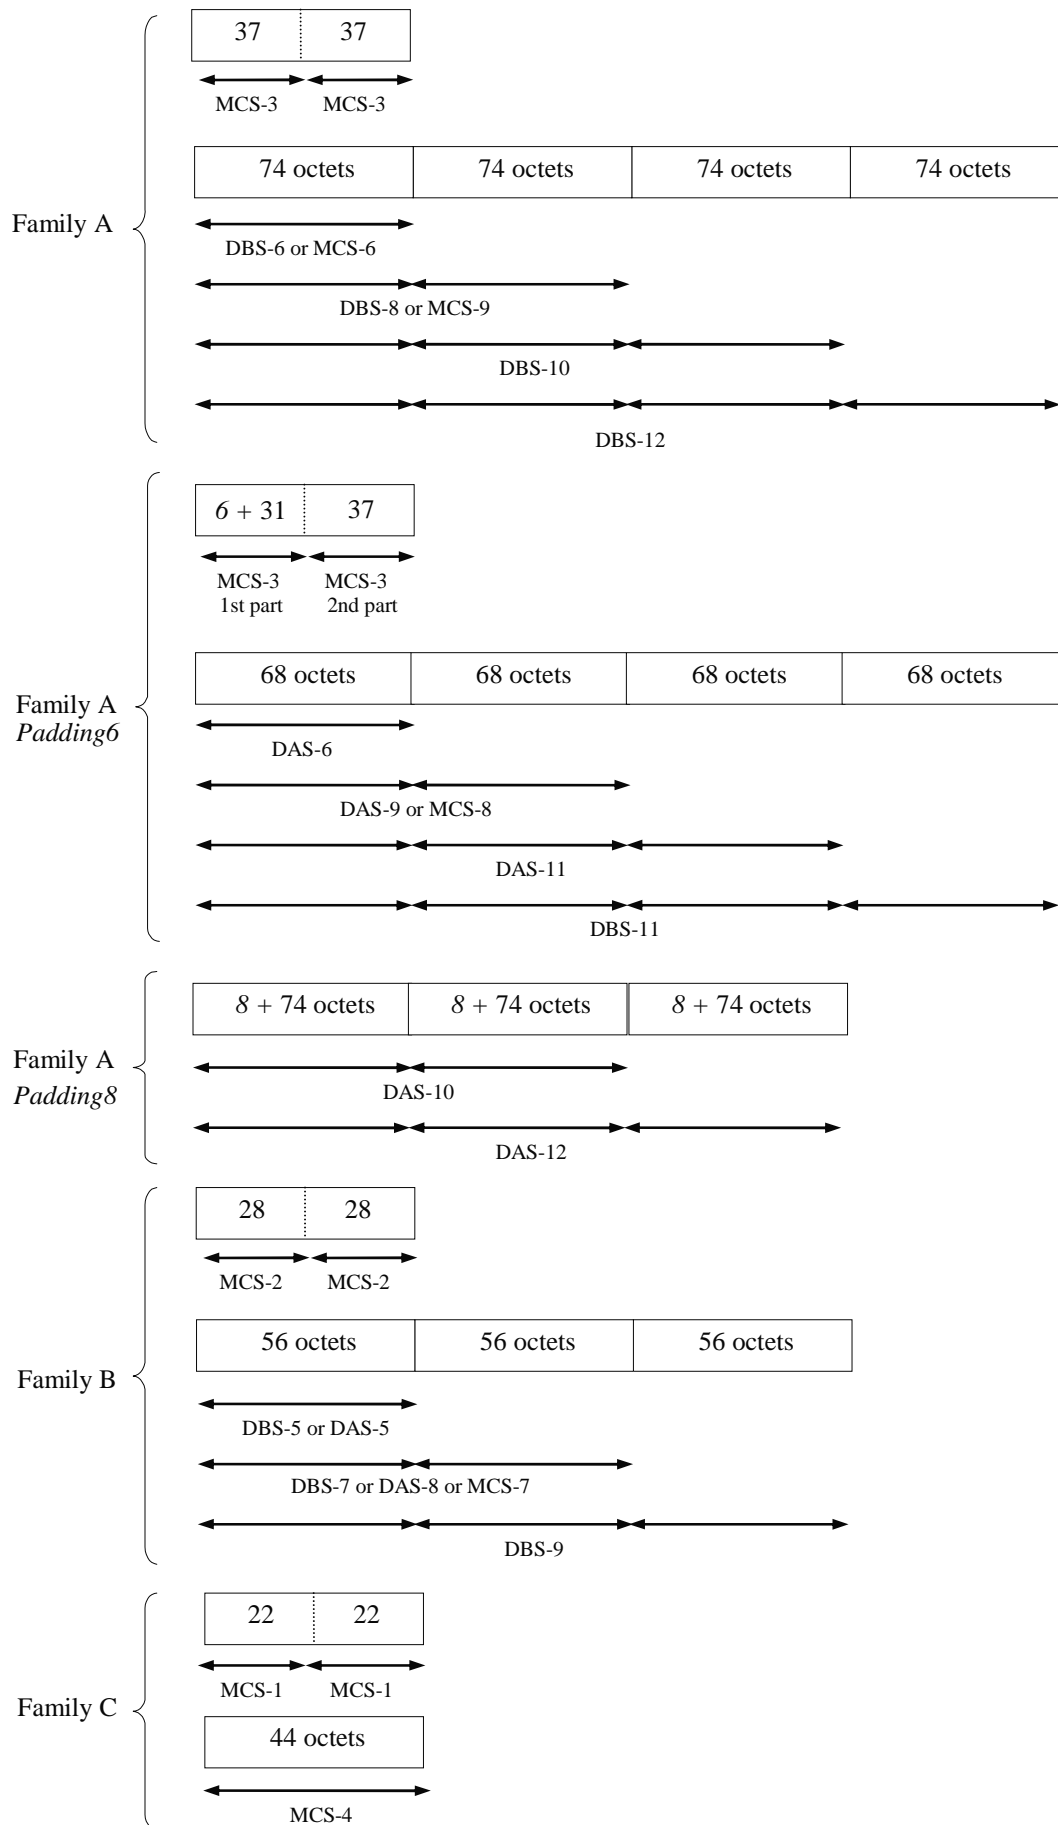 37 37
MCS-3 MCS-3
74 octets 74 octets 74 octets 74 octets
Family A
DBS-6 or MCS-6
DBS-8 or MCS-9
DBS-10
DBS-12
6 + 31 37
MCS-3 MCS-3
1st part 2nd part
68 octets 68 octets 68 octets 68 octets
Family A
Padding6
DAS-6
DAS-9 or MCS-8
DAS-11
DBS-11
8 + 74 octets 8 + 74 octets 8 + 74 octets
Family A
Padding8
DAS-10
DAS-12
28 28
MCS-2 MCS-2
56 octets 56 octets 56 octets
Family B
DBS-5 or DAS-5
DBS-7 or DAS-8 or MCS-7
DBS-9
22 22
MCS-1 MCS-1
Family C
44 octets
MCS-4